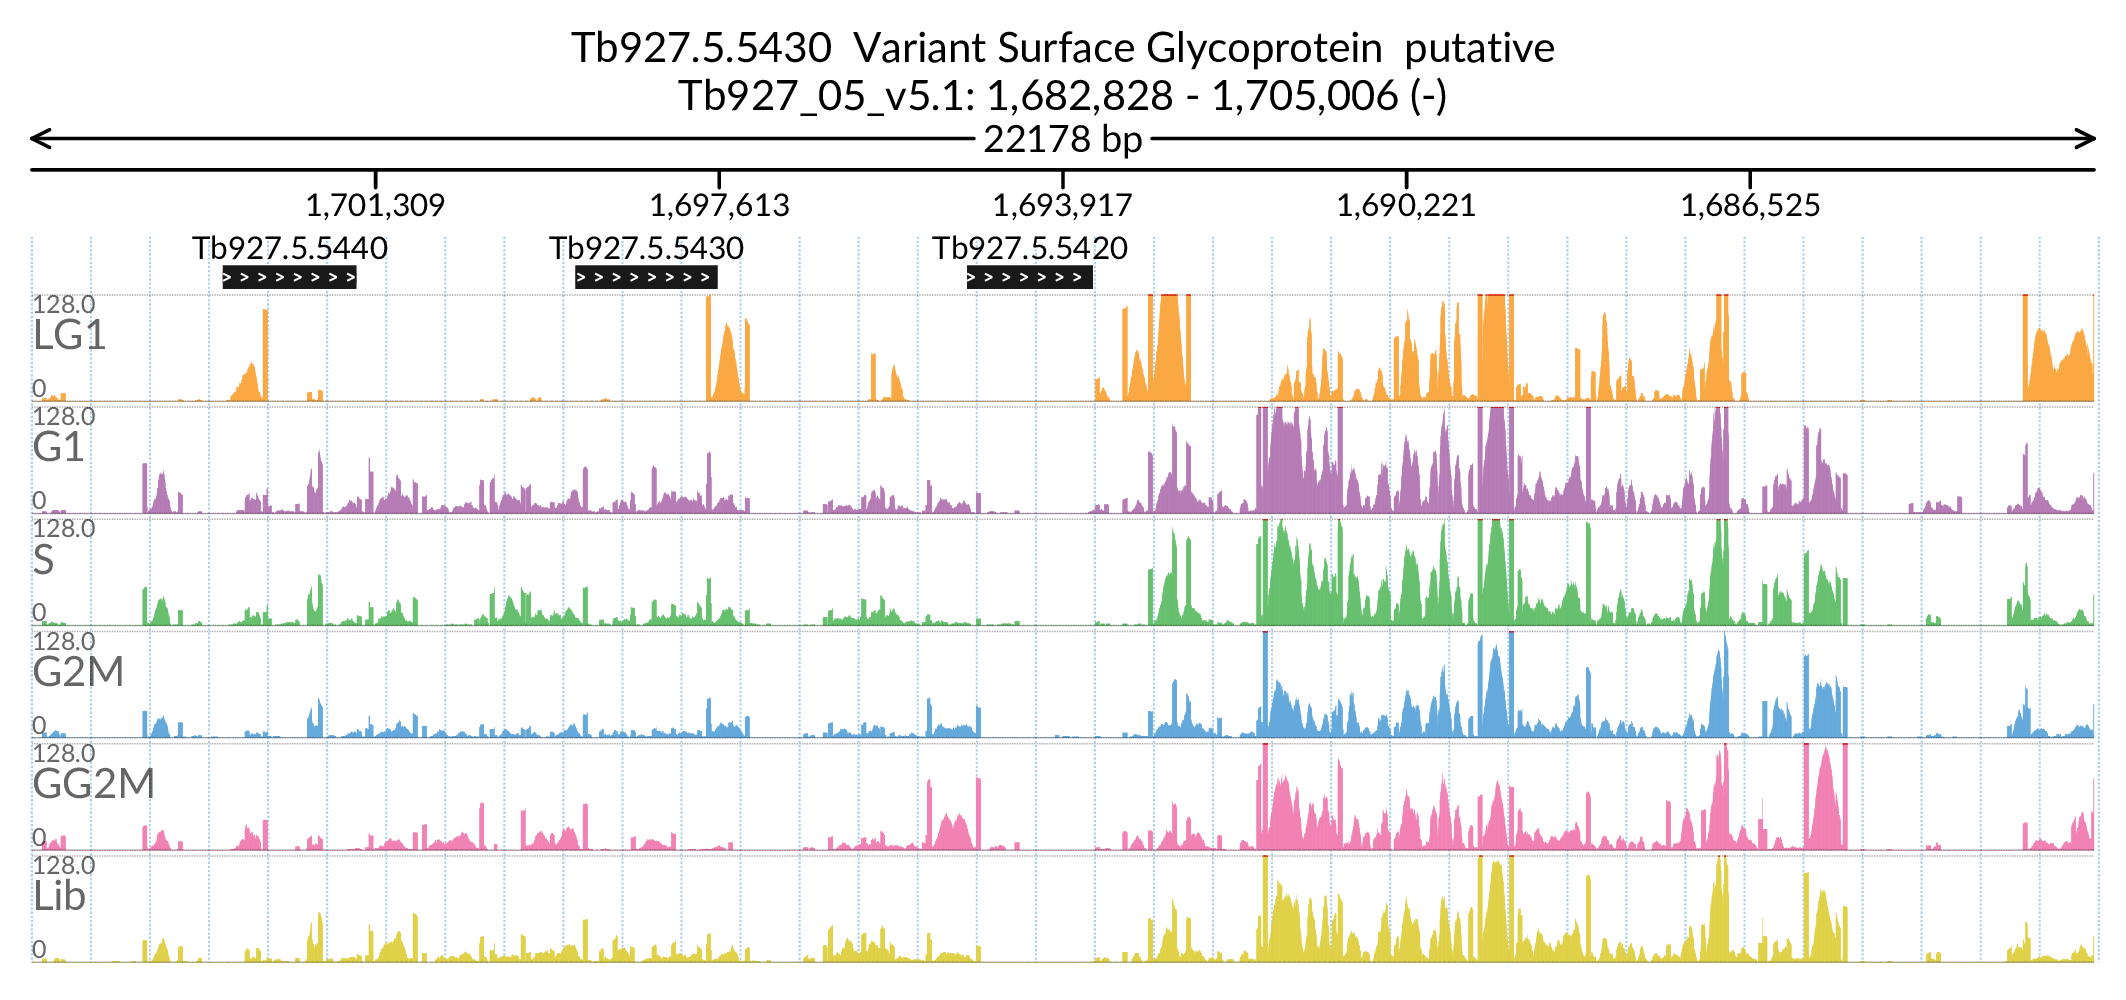 Tb927.5.5430  Variant Surface Glycoprotein  putative
Tb927_05_v5.1: 1,682,828 - 1,705,006 (-)
22178 bp
1,701,309 1,697,613 1,693,917 1,690,221 1,686,525
Tb927.5.5440 Tb927.5.5430 Tb927.5.5420
> > > > > > > > > > > > > > > > > > > > > > >
128.0
LG1
0
128.0
G1
0
128.0
S
0
128.0
G2M
0
128.0
GG2M
0
128.0
Lib
0